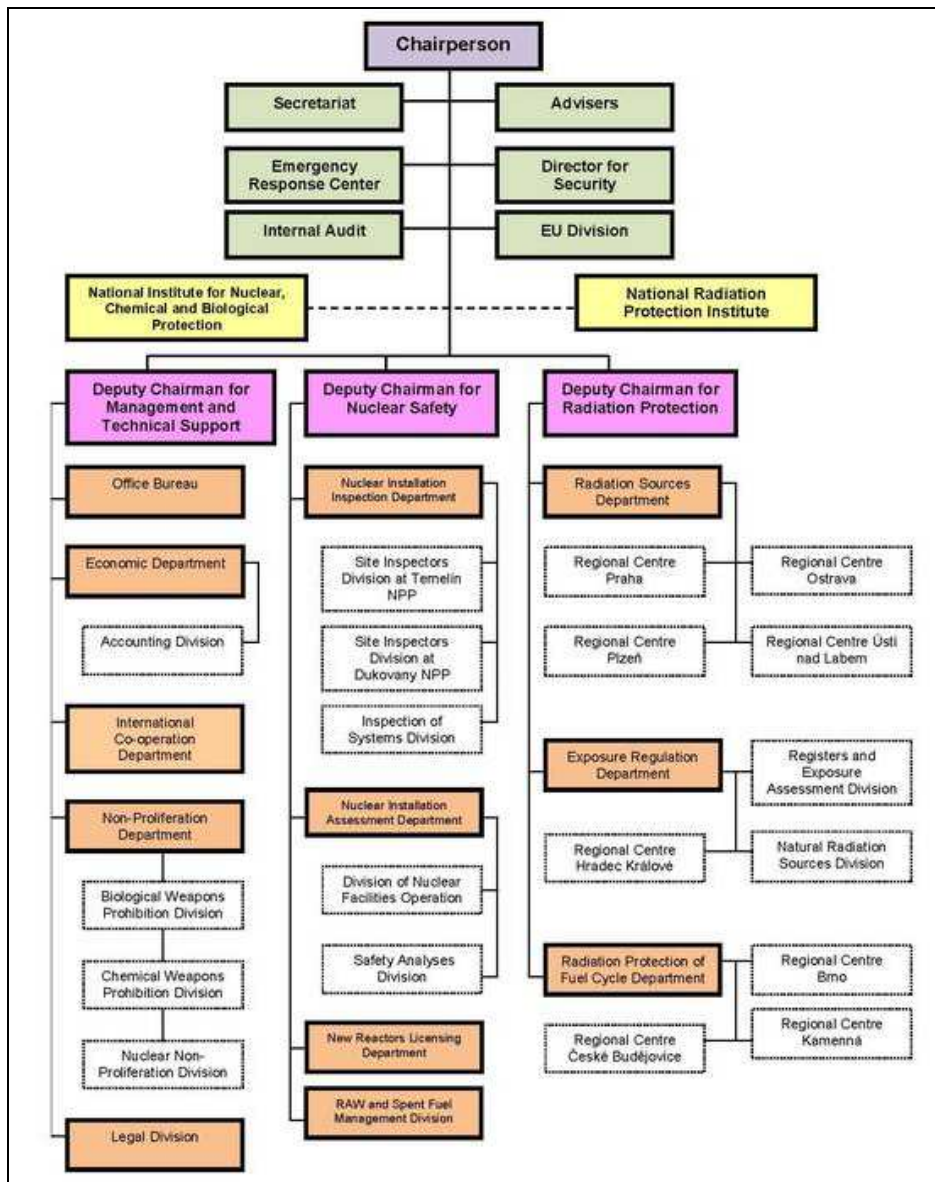 Chairperson
Secretariat
Advisers
Emergency
Response Center
Director for
Security
Internal Audit
EU Division
National Institute for Nuclear,
Chemical and Biological
Protection
National Radiation
Protection Institute
Deputy Chairman for
Management and
Technical Support
Office Bureau
Economic Department
Accounting Division
International
Co-operation
Department
Non-Proliferation
Department
Biological Weapons
Prohibition Division
Chemical Weapons
Prohibition Division
Nuclear Non-
Proliferation Division
Legal Division
Deputy Chairman for
Nuclear Safety
Nuclear Installation
Inspection Department
Site Inspectors
Division at Temelín
NPP
Site Inspectors
Division at
Dukovany NPP
Inspection of
Systems Division
Nuclear Installation
Assessment Department
Division of Nuclear
Facilities Operation
Safety Analyses
Division
New Reactors Licensing
Department
RAW and Spent Fuel
Management Division
Deputy Chairman for
Radiation Protection
Radiation Sources
Department
Regional Centre
Praha
Regional Centre
Ostrava
Regional Centre
Plzeň
Regional Centre Ústí
nad Labem
Exposure Regulation
Department
Registers and
Exposure
Assessment Division
Regional Centre
Hradec Králové
Natural Radiation
Sources Division
Radiation Protection of
Fuel Cycle Department
Regional Centre
Brno
Regional Centre
České Budějovice
Regional Centre
Kamenná